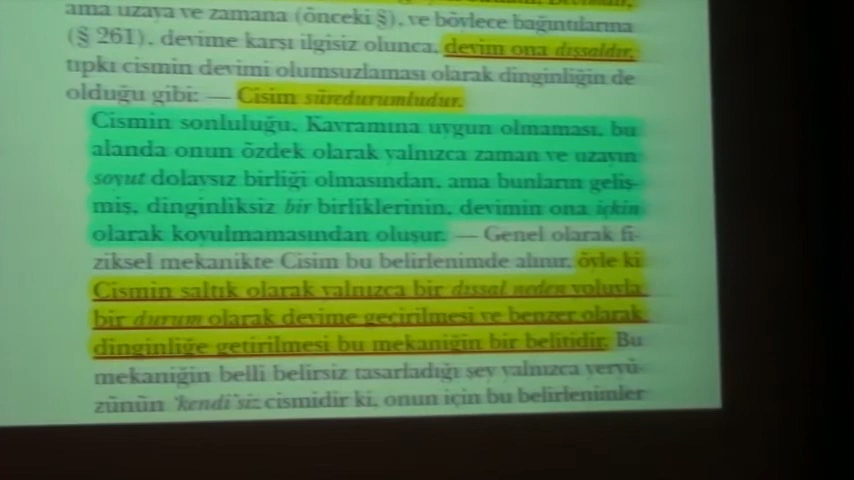 ama uzaya ve zamana (önceki §), ve böylece bağıntılarına
(§ 261), devime karşı ilgisiz olunca, devim ona dışsaldır,
tıpkı cismin devimi olumsuzlaması olarak dinginliğin de
olduğu gibi: — Cisim süredurumludur.
Cismin sonluluğu, Kavramına uygun olmaması, bu
alanda onun özdek olarak yalnızca zaman ve uzayın
soyut dolaysız birliği olmasından, ama bunların geliş-
miş, dinginliksiz bir birliklerinin, devimin ona içkin
olarak koyulmamasından oluşur. — Genel olarak fi-
ziksel mekanikte Cisim bu belirlenimde alınır, öyle ki
Cismin saltık olarak yalnızca bir dışsal neden yoluyla
bir durum olarak devime geçirilmesi ve benzer olarak
dinginliğe getirilmesi bu mekaniğin bir belitidir. Bu
mekaniğin belli belirsiz tasarladığı şey yalnızca yeryü-
zünün 'kendi'siz cismidir ki, onun için bu belirlenimler